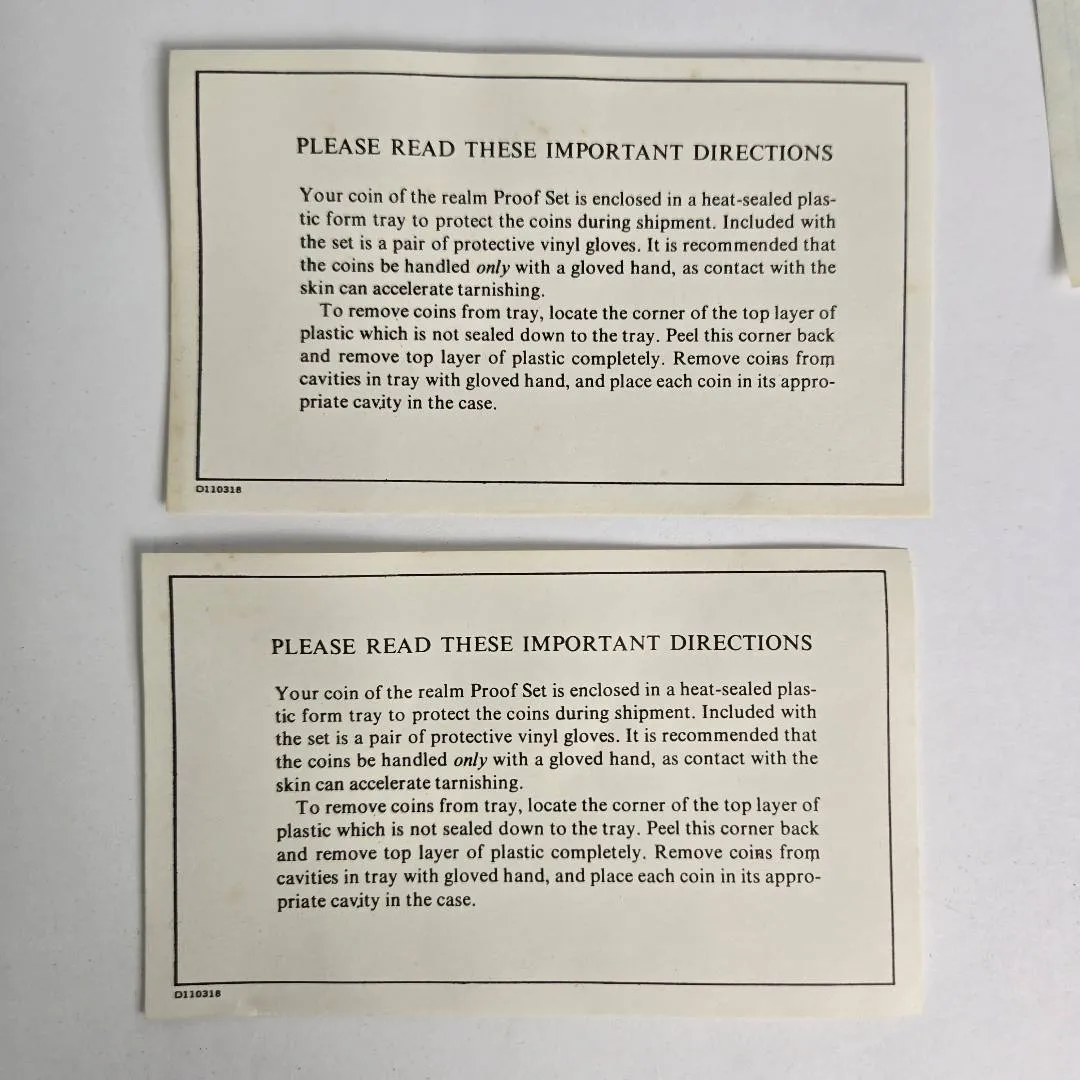 PLEASE READ THESE IMPORTANT DIRECTIONS
Your coin of the realm Proof Set is enclosed in a heat-sealed plas-
tic form tray to protect the coins during shipment. Included with
the set is a pair of protective vinyl gloves. It is recommended that
the coins be handled only with a gloved hand, as contact with the
skin can accelerate tarnishing.
To remove coins from tray, locate the corner of the top layer of
plastic which is not sealed down to the tray. Peel this corner back
and remove top layer of plastic completely. Remove coins from
cavities in tray with gloved hand, and place each coin in its appro-
priate cavity in the case.
D110318
PLEASE READ THESE IMPORTANT DIRECTIONS
Your coin of the realm Proof Set is enclosed in a heat-sealed plas-
tic form tray to protect the coins during shipment. Included with
the set is a pair of protective vinyl gloves. It is recommended that
the coins be handled only with a gloved hand, as contact with the
skin can accelerate tarnishing.
To remove coins from tray, locate the corner of the top layer of
plastic which is not sealed down to the tray. Peel this corner back
and remove top layer of plastic completely. Remove coins from
cavities in tray with gloved hand, and place each coin in its appro-
priate cavity in the case.
D110318